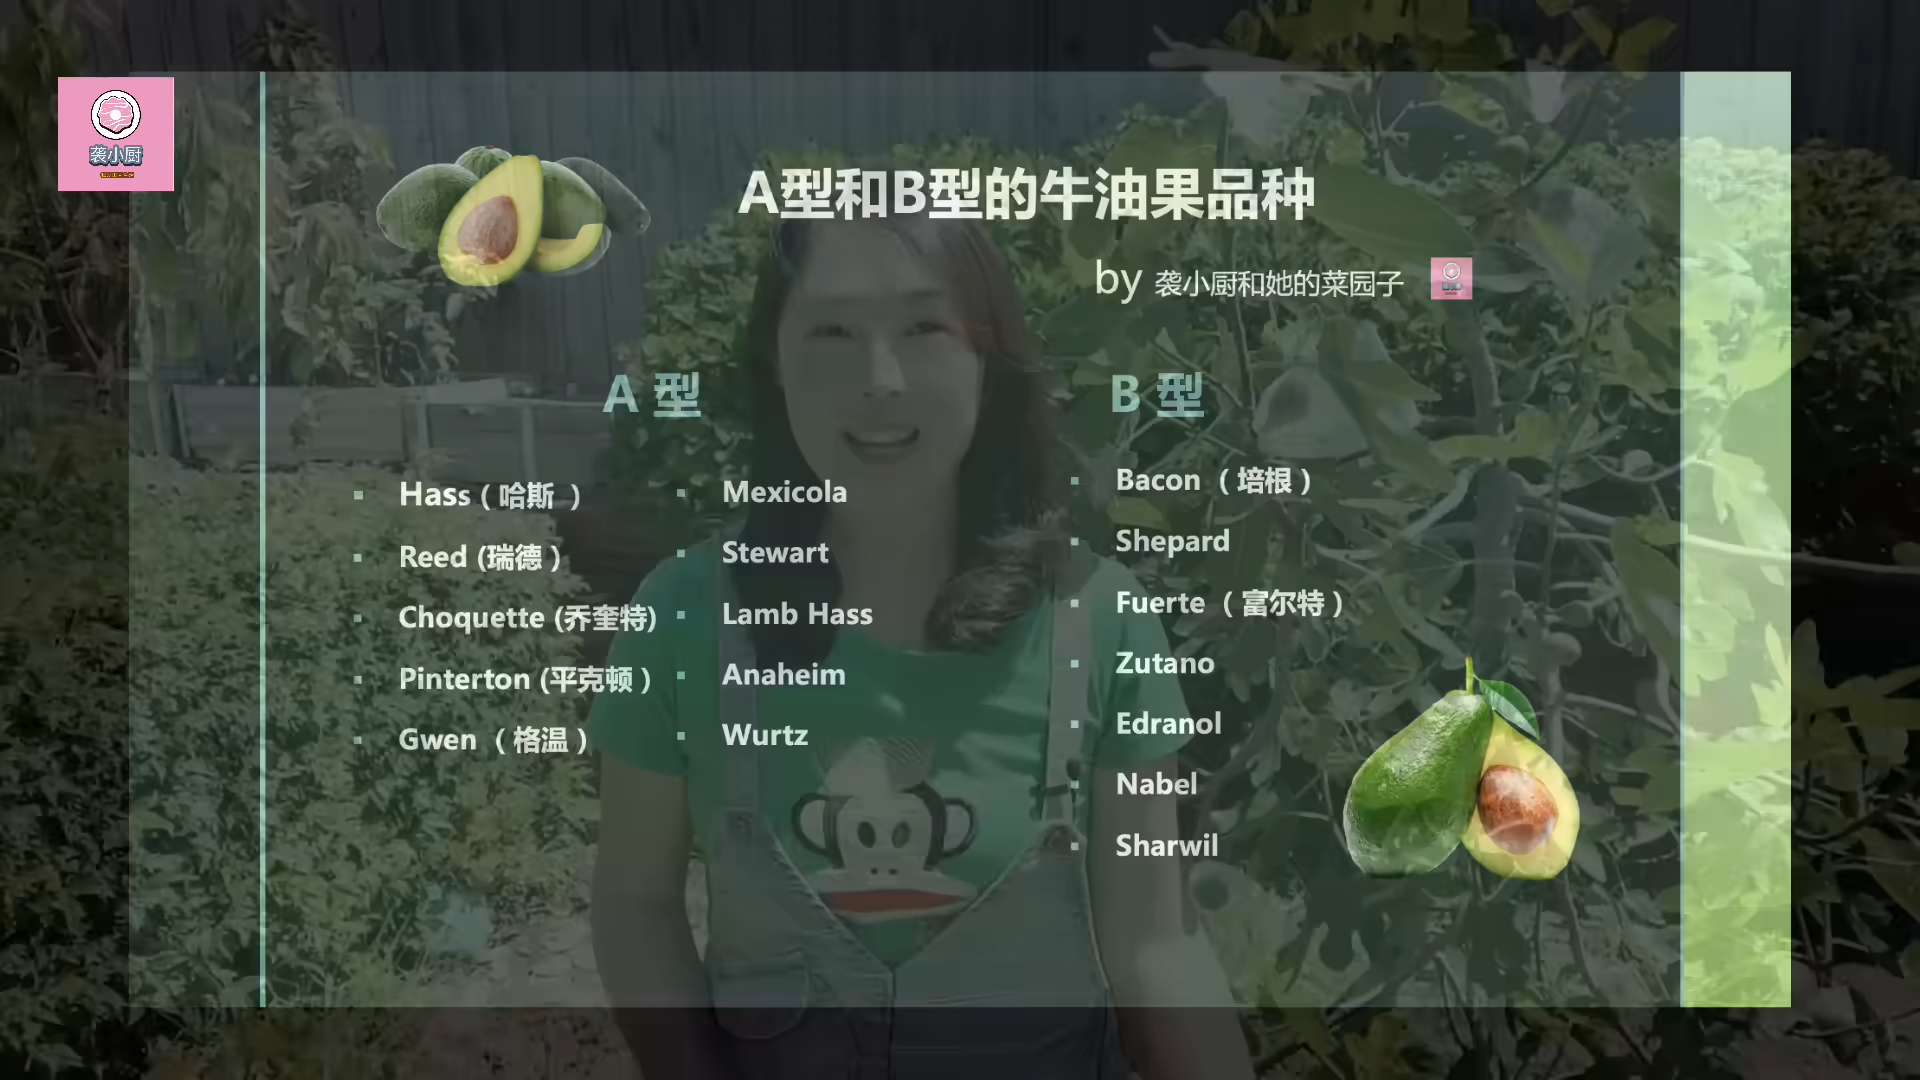 袭小厨
A型和B型的牛油果品种
by 袭小厨和她的菜园子
A 型
Hass ( 哈斯 )
Reed (瑞德 )
Choquette (乔奎特)
Pinterton (平克顿 )
Gwen ( 格温 )
Mexicola
Stewart
Lamb Hass
Anaheim
Wurtz
B 型
Bacon ( 培根 )
Shepard
Fuerte ( 富尔特 )
Zutano
Edranol
Nabel
Sharwil